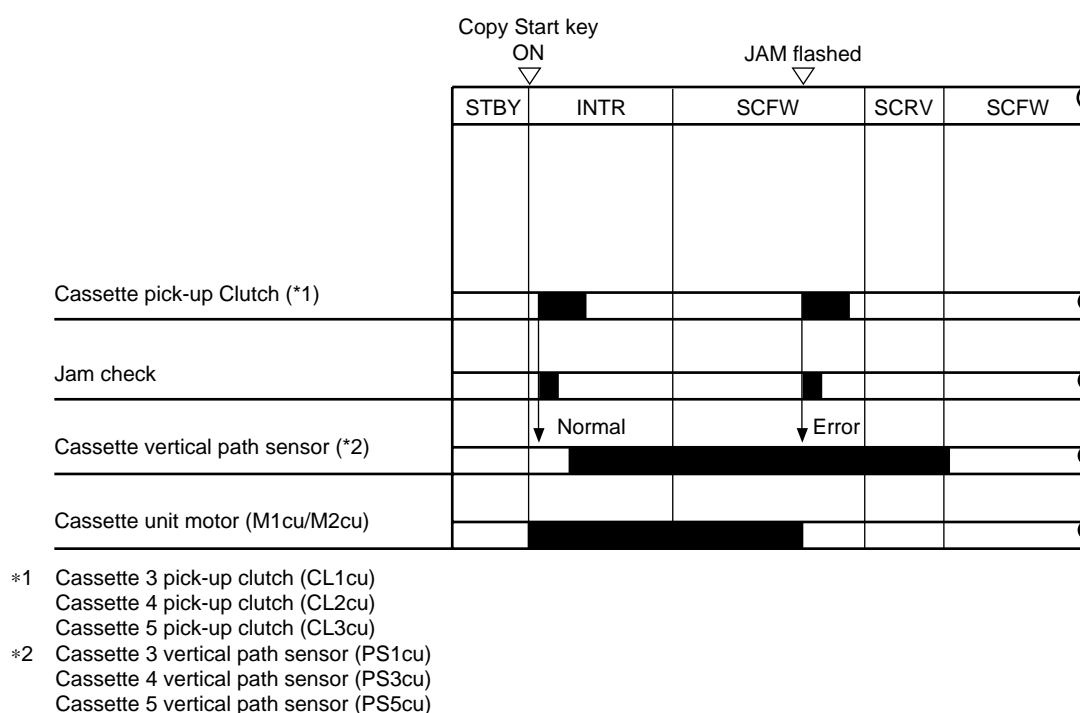 Copy Start key
ON
JAM flashed
STBY INTR SCFW SCRV SCFW
Cassette pick-up Clutch (*1)
Jam check
Normal Error
Cassette vertical path sensor (*2)
Cassette unit motor (M1cu/M2cu)
*1 Cassette 3 pick-up clutch (CL1cu)
Cassette 4 pick-up clutch (CL2cu)
Cassette 5 pick-up clutch (CL3cu)
*2 Cassette 3 vertical path sensor (PS1cu)
Cassette 4 vertical path sensor (PS3cu)
Cassette 5 vertical path sensor (PS5cu)